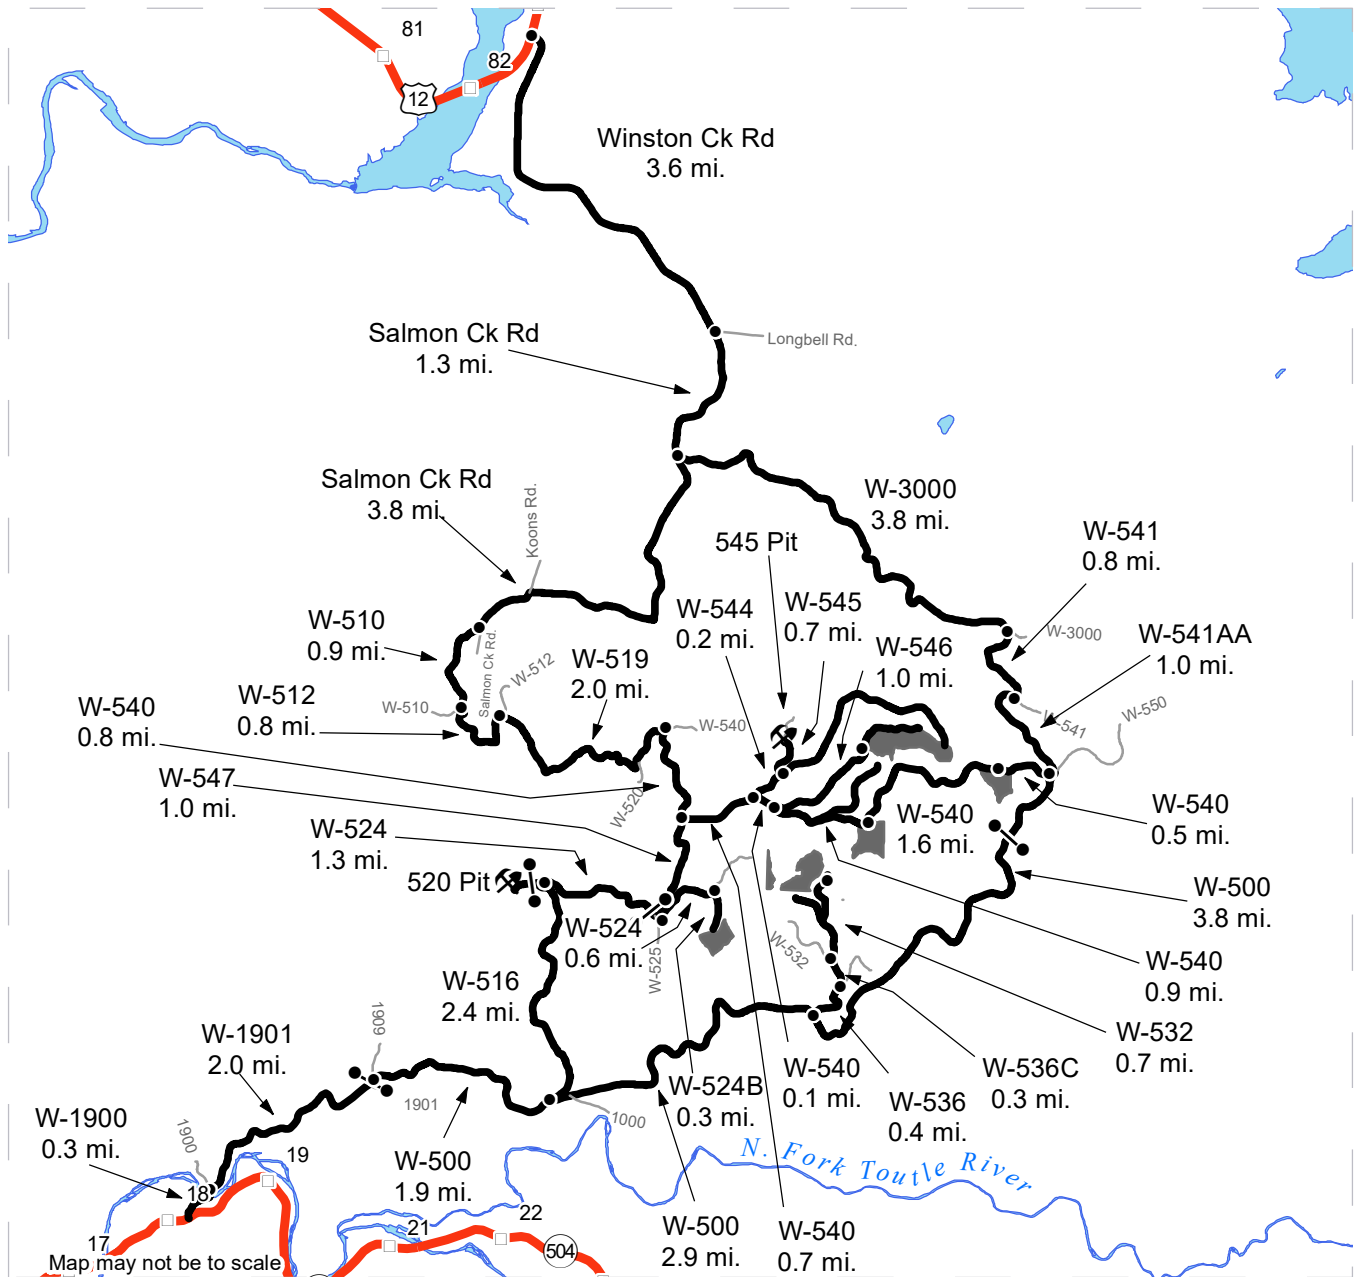 81
82
12
Winston Ck Rd
3.6 mi.
Longbell Rd.
Salmon Ck Rd
1.3 mi.
Salmon Ck Rd
3.8 mi.
Koons Rd.
W-3000
3.8 mi.
545 Pit
W-541
0.8 mi.
W-544
0.2 mi.
W-545
0.7 mi.
W-510
0.9 mi.
W-3000
W-541AA
1.0 mi.
W-546
1.0 mi.
Salmon Ck Rd.
W-512
W-519
2.0 mi.
W-512
0.8 mi.
W-510
W-540
0.8 mi.
W-540
W-541
W-550
W-547
1.0 mi.
W-520
W-540
0.5 mi.
W-540
1.6 mi.
W-524
1.3 mi.
520 Pit
W-500
3.8 mi.
W-524
0.6 mi.
W-525
W-532
W-540
0.9 mi.
W-516
2.4 mi.
1609
W-1901
2.0 mi.
W-532
0.7 mi.
W-540
0.1 mi.
W-536C
0.3 mi.
W-524B
0.3 mi.
W-536
0.4 mi.
1901
1000
W-1900
0.3 mi.
1900
19
18
W-500
1.9 mi.
N. Fork Toutle River
17
21
22
504
W-500
2.9 mi.
W-540
0.7 mi.
Map may not be to scale